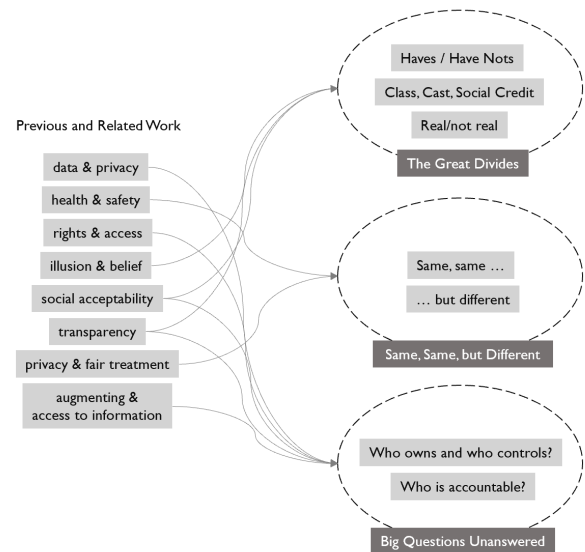 Previous and Related Work
data & privacy
health & safety
rights & access
illusion & belief
social acceptability
transparency
privacy & fair treatment
augmenting &
access to information
Haves / Have Nots
Class, Cast, Social Credit
Real/not real
The Great Divides
Same, same ...
... but different
Same, Same, but Different
Who owns and who controls?
Who is accountable?
Big Questions Unanswered